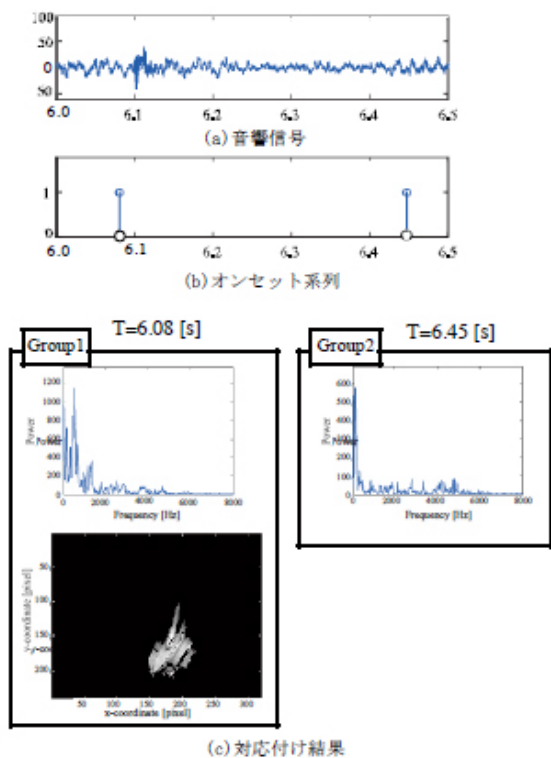 100
50
0
50
6.0 6.1 6.2 6.3 6.4 6.5
(a)音響信号
1
0
6.0 6.1 6.2 6.3 6.4 6.5
(b)オンセット系列
T=6.08 [s]
Group1
1200
1000
800
600
400
200
0
Power
Power
0 2000 4000 6000 8000
Frequency [Hz]
50
100
150
200
y-coordinate [pixel]
50 100 150 200 250 300
x-coordinate [pixel]
T=6.45 [s]
Group2
600
500
400
300
200
100
0
Power
Power
0 2000 4000 6000 8000
Frequency [Hz]
(c)対応付け結果